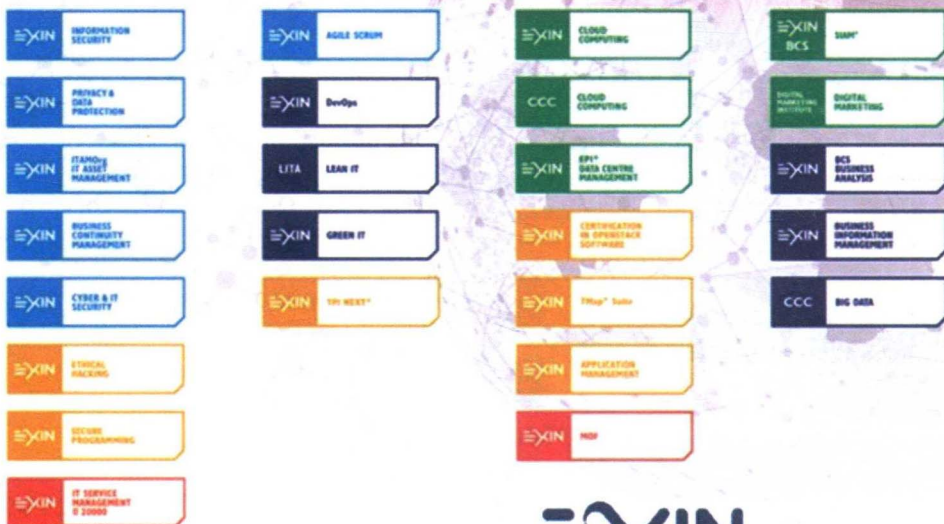 EXIN
INFORMATION
SECURITY
EXIN
PRIVACY &
DATA
PROTECTION
EXIN
ITAMOrg
IT ASSET
MANAGEMENT
EXIN
BUSINESS
CONTINUITY
MANAGEMENT
EXIN
CYBER & IT
SECURITY
EXIN
ETHICAL
HACKING
EXIN
SECURE
PROGRAMMING
EXIN
IT SERVICE
MANAGEMENT
20000
EXIN
AGILE SCRUM
EXIN
DevOps
LITA
LEAN IT
EXIN
GREEN IT
EXIN
TPI NEXT®
EXIN
CLOUD
COMPUTING
CCC
CLOUD
COMPUTING
EXIN
EPI®
DATA CENTRE
MANAGEMENT
EXIN
CERTIFICATION
IN OPENSTACK
SOFTWARE
EXIN
TMap® Suite
EXIN
APPLICATION
MANAGEMENT
EXIN
MOF
EXIN
BCS
SIAM®
DIGITAL
MARKETING
INSTITUTE
DIGITAL
MARKETING
EXIN
BCS
BUSINESS
ANALYSIS
EXIN
BUSINESS
INFORMATION
MANAGEMENT
CCC
BIG DATA
EXIN